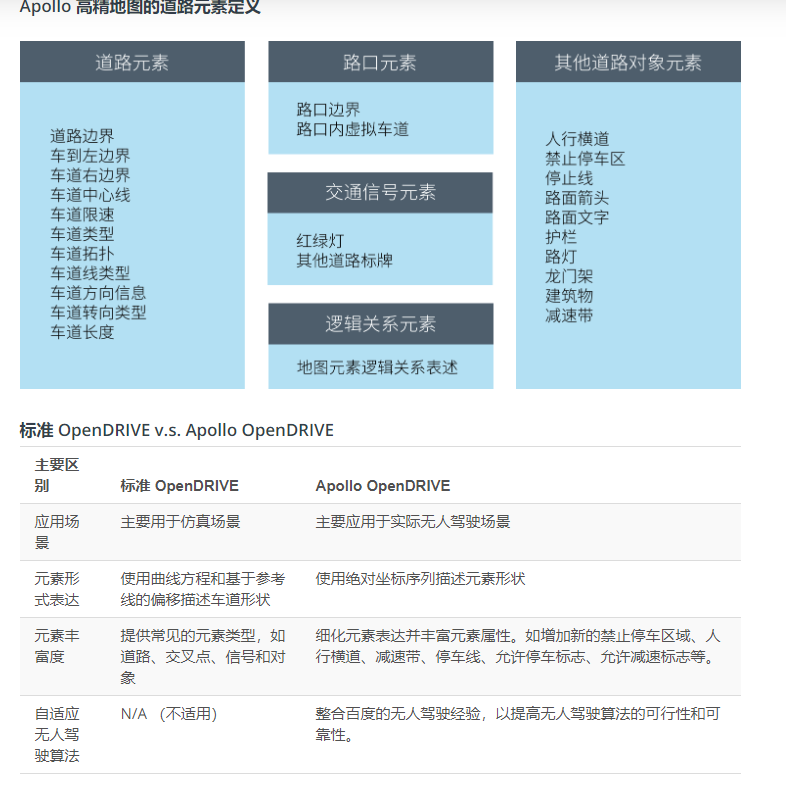 Apollo 高精地图的道路元素定义
道路元素
道路边界
车到左边界
车道右边界
车道中心线
车道限速
车道类型
车道拓扑
车道线类型
车道方向信息
车道转向类型
车道长度
路口元素
路口边界
路口内虚拟车道
交通信号元素
红绿灯
其他道路标牌
逻辑关系元素
地图元素逻辑关系表述
其他道路对象元素
人行横道
禁止停车区
停止线
路面箭头
路面文字
护栏
路灯
龙门架
建筑物
减速带
标准 OpenDRIVE v.s. Apollo OpenDRIVE
主要区
别
标准 OpenDRIVE
Apollo OpenDRIVE
应用场
景
主要用于仿真场景
主要应用于实际无人驾驶场景
元素形
式表达
使用曲线方程和基于参考
线的偏移描述车道形状
使用绝对坐标序列描述元素形状
元素丰
富度
提供常见的元素类型，如
道路、交叉点、信号和对
象
细化元素表达并丰富元素属性。如增加新的禁止停车区域、人
行横道、减速带、停车线、允许停车标志、允许减速标志等。
自适应
无人驾
驶算法
N/A （不适用）
整合百度的无人驾驶经验，以提高无人驾驶算法的可行性和可
靠性。